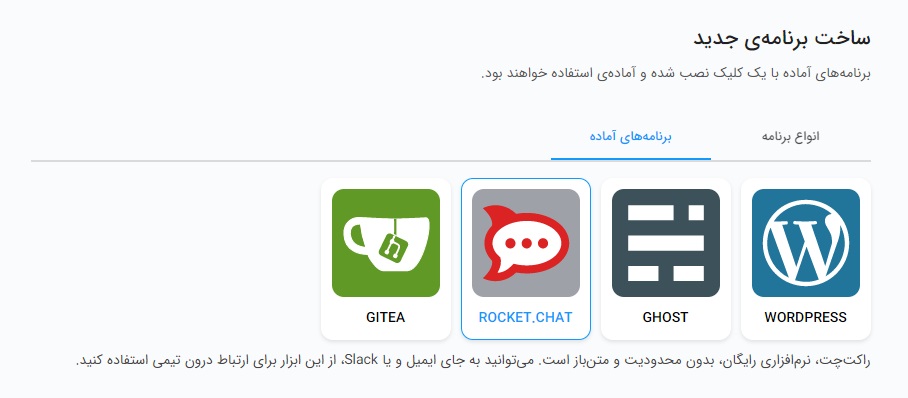 ساخت برنامه‌ی جدید
برنامه‌های آماده با یک کلیک نصب شده و آماده‌ی استفاده خواهند بود.
انواع برنامه
برنامه‌های آماده
WORDPRESS
GHOST
ROCKET.CHAT
GITEA
راکت‌چت، نرم‌افزاری رایگان، بدون محدودیت و متن‌باز است. می‌توانید به جای ایمیل و یا Slack، از این ابزار برای ارتباط درون تیمی استفاده کنید.